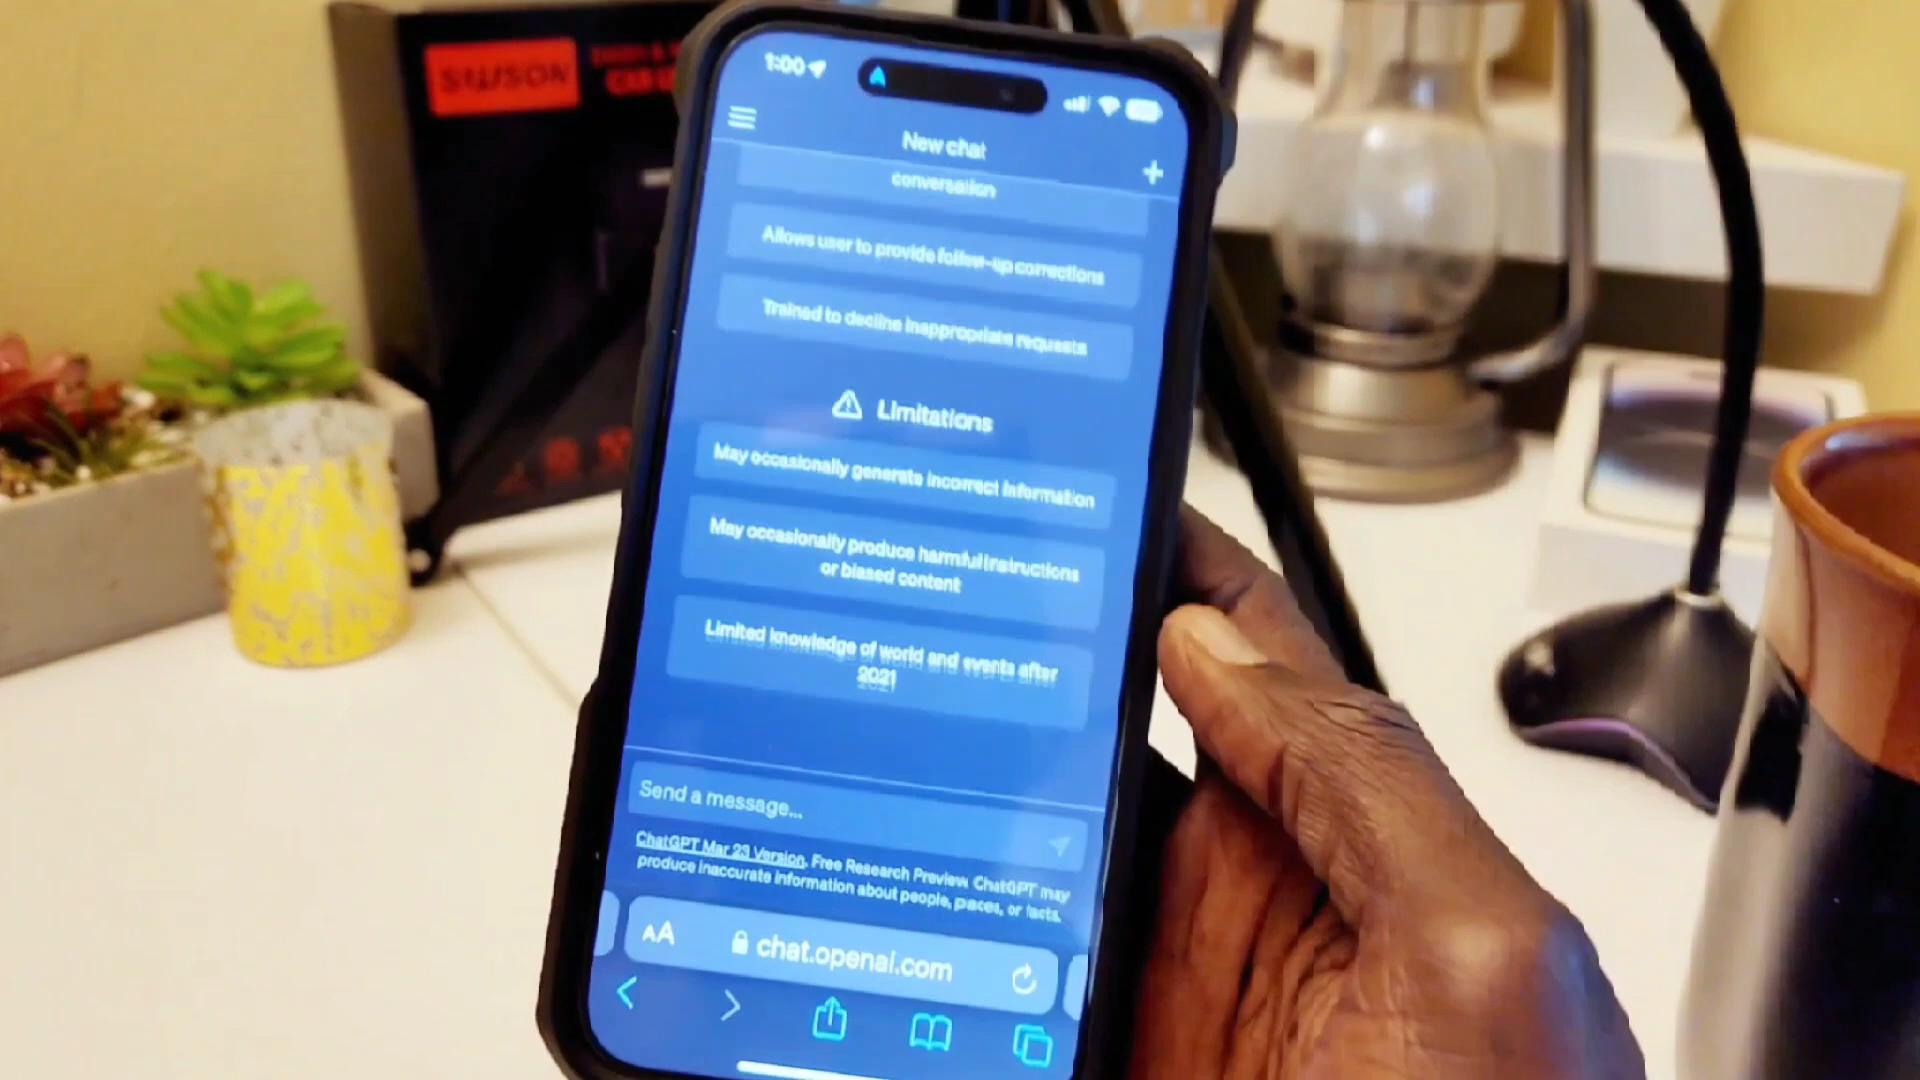 SAISON
1:00
New chat
conversation
Allows user to provide follow-up corrections
Trained to decline inappropriate requests
Limitations
May occasionally generate incorrect information
May occasionally produce harmful instructions
or biased content
Limited knowledge of world and events after
2021
Send a message...
ChatGPT Mar 23 Version. Free Research Preview. ChatGPT may
produce inaccurate information about people, places, or facts.
AA chat.openai.com